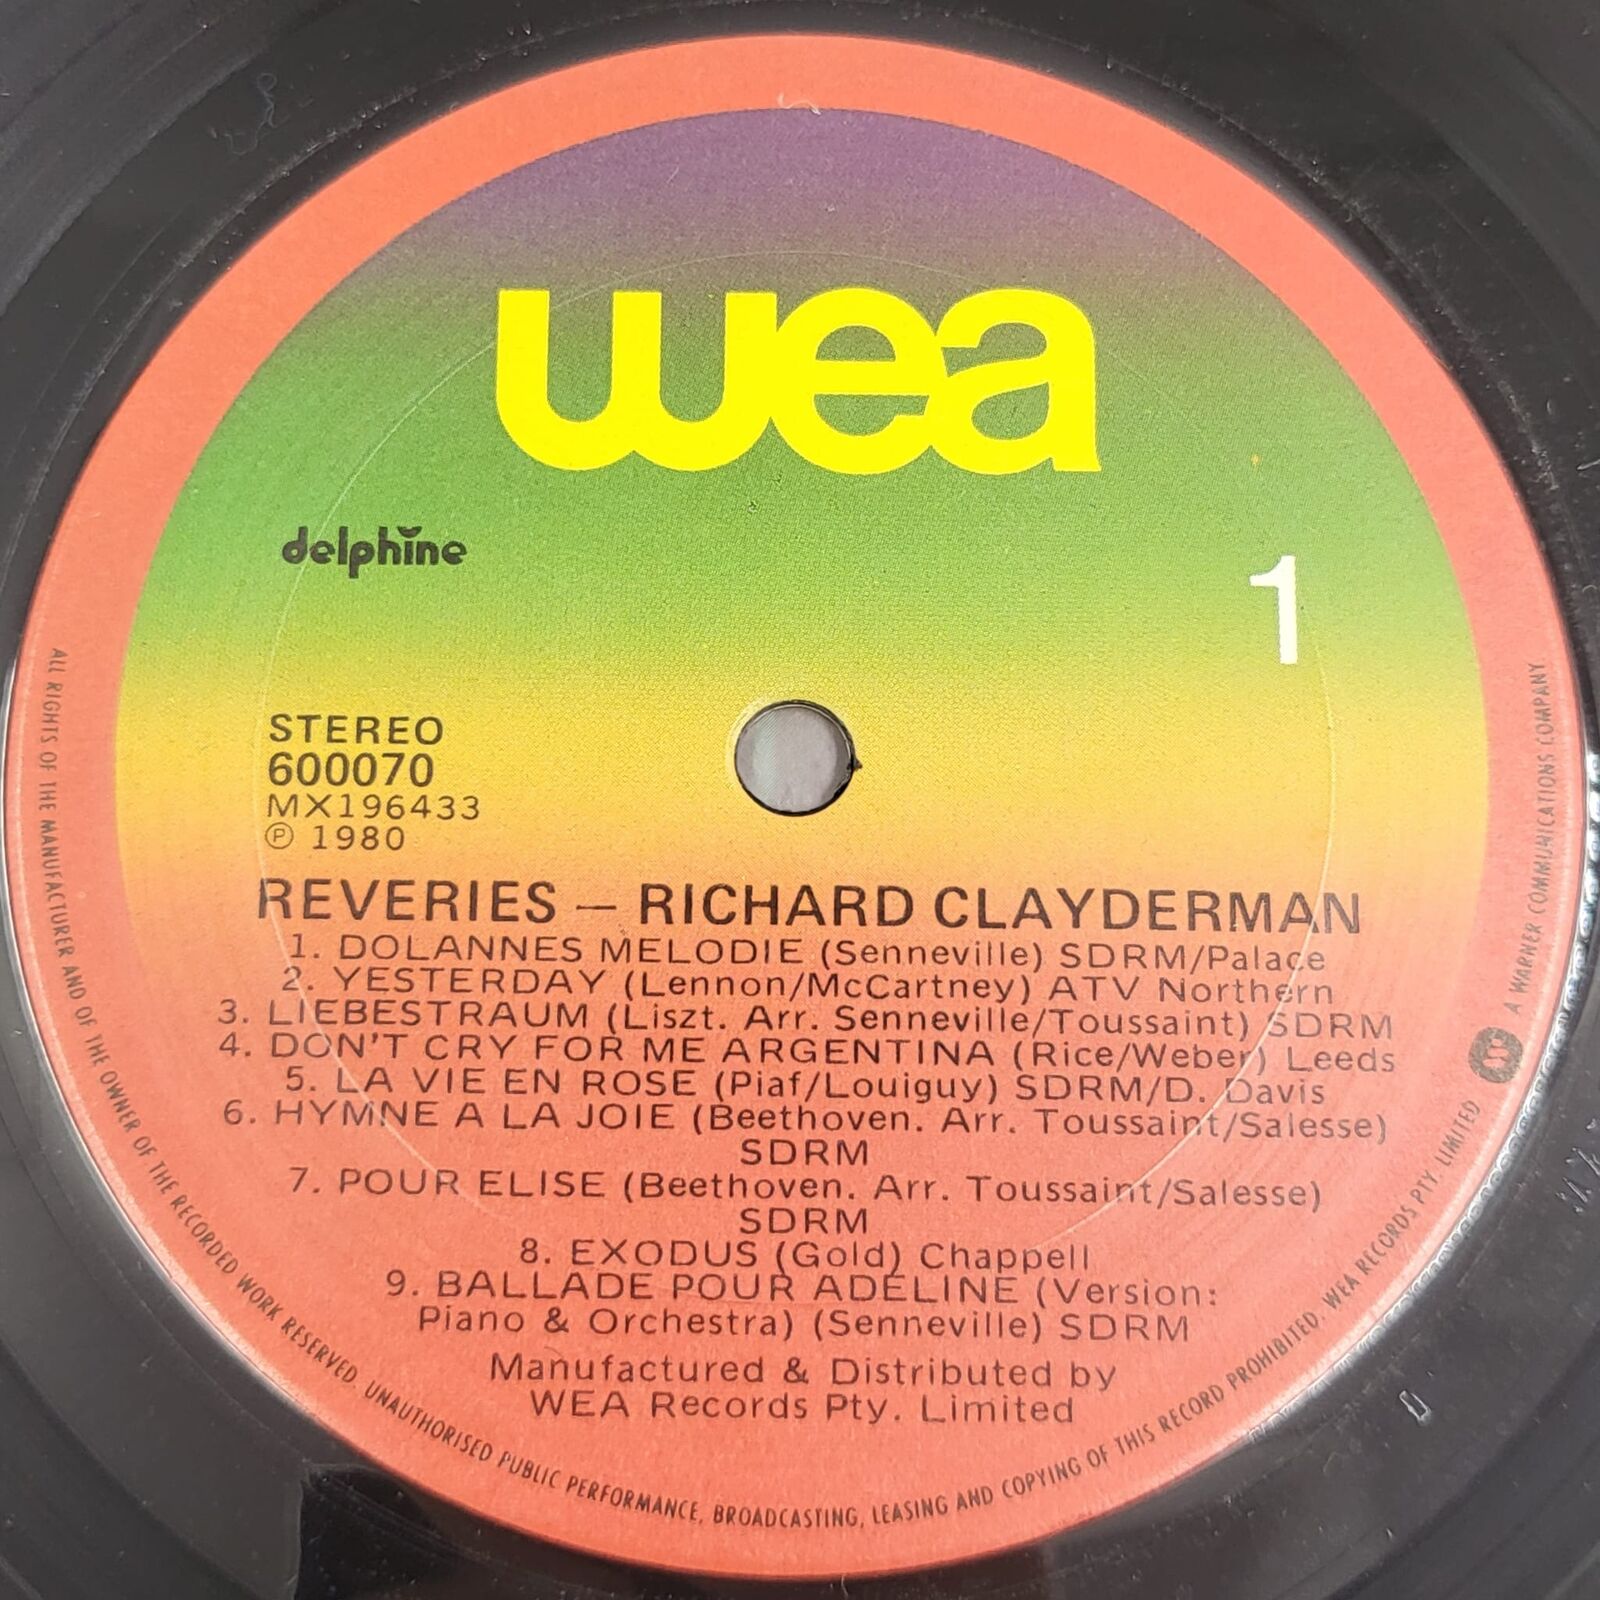 wea
delphine
1
STEREO
600070
MX196433
℗ 1980
REVERIES — RICHARD CLAYDERMAN
1. DOLANNES MELODIE (Senneville) SDRM/Palace
2. YESTERDAY (Lennon/McCartney) ATV Northern
3. LIEBESTRAUM (Liszt. Arr. Senneville/Toussaint) SDRM
4. DON'T CRY FOR ME ARGENTINA (Rice/Weber) Leeds
5. LA VIE EN ROSE (Piaf/Louiguy) SDRM/D. Davis
6. HYMNE A LA JOIE (Beethoven. Arr. Toussaint/Salesse)
SDRM
7. POUR ELISE (Beethoven. Arr. Toussaint/Salesse)
SDRM
8. EXODUS (Gold) Chappell
9. BALLADE POUR ADELINE (Version:
Piano & Orchestra) (Senneville) SDRM
Manufactured & Distributed by
WEA Records Pty. Limited
ALL RIGHTS OF THE MANUFACTURER AND OF THE OWNER OF THE RECORDED WORK RESERVED. UNAUTHORISED PUBLIC PERFORMANCE, BROADCASTING, LEASING AND COPYING OF THIS RECORD PROHIBITED. WEA RECORDS PTY. LIMITED
A WARNER COMMUNICATIONS COMPANY.